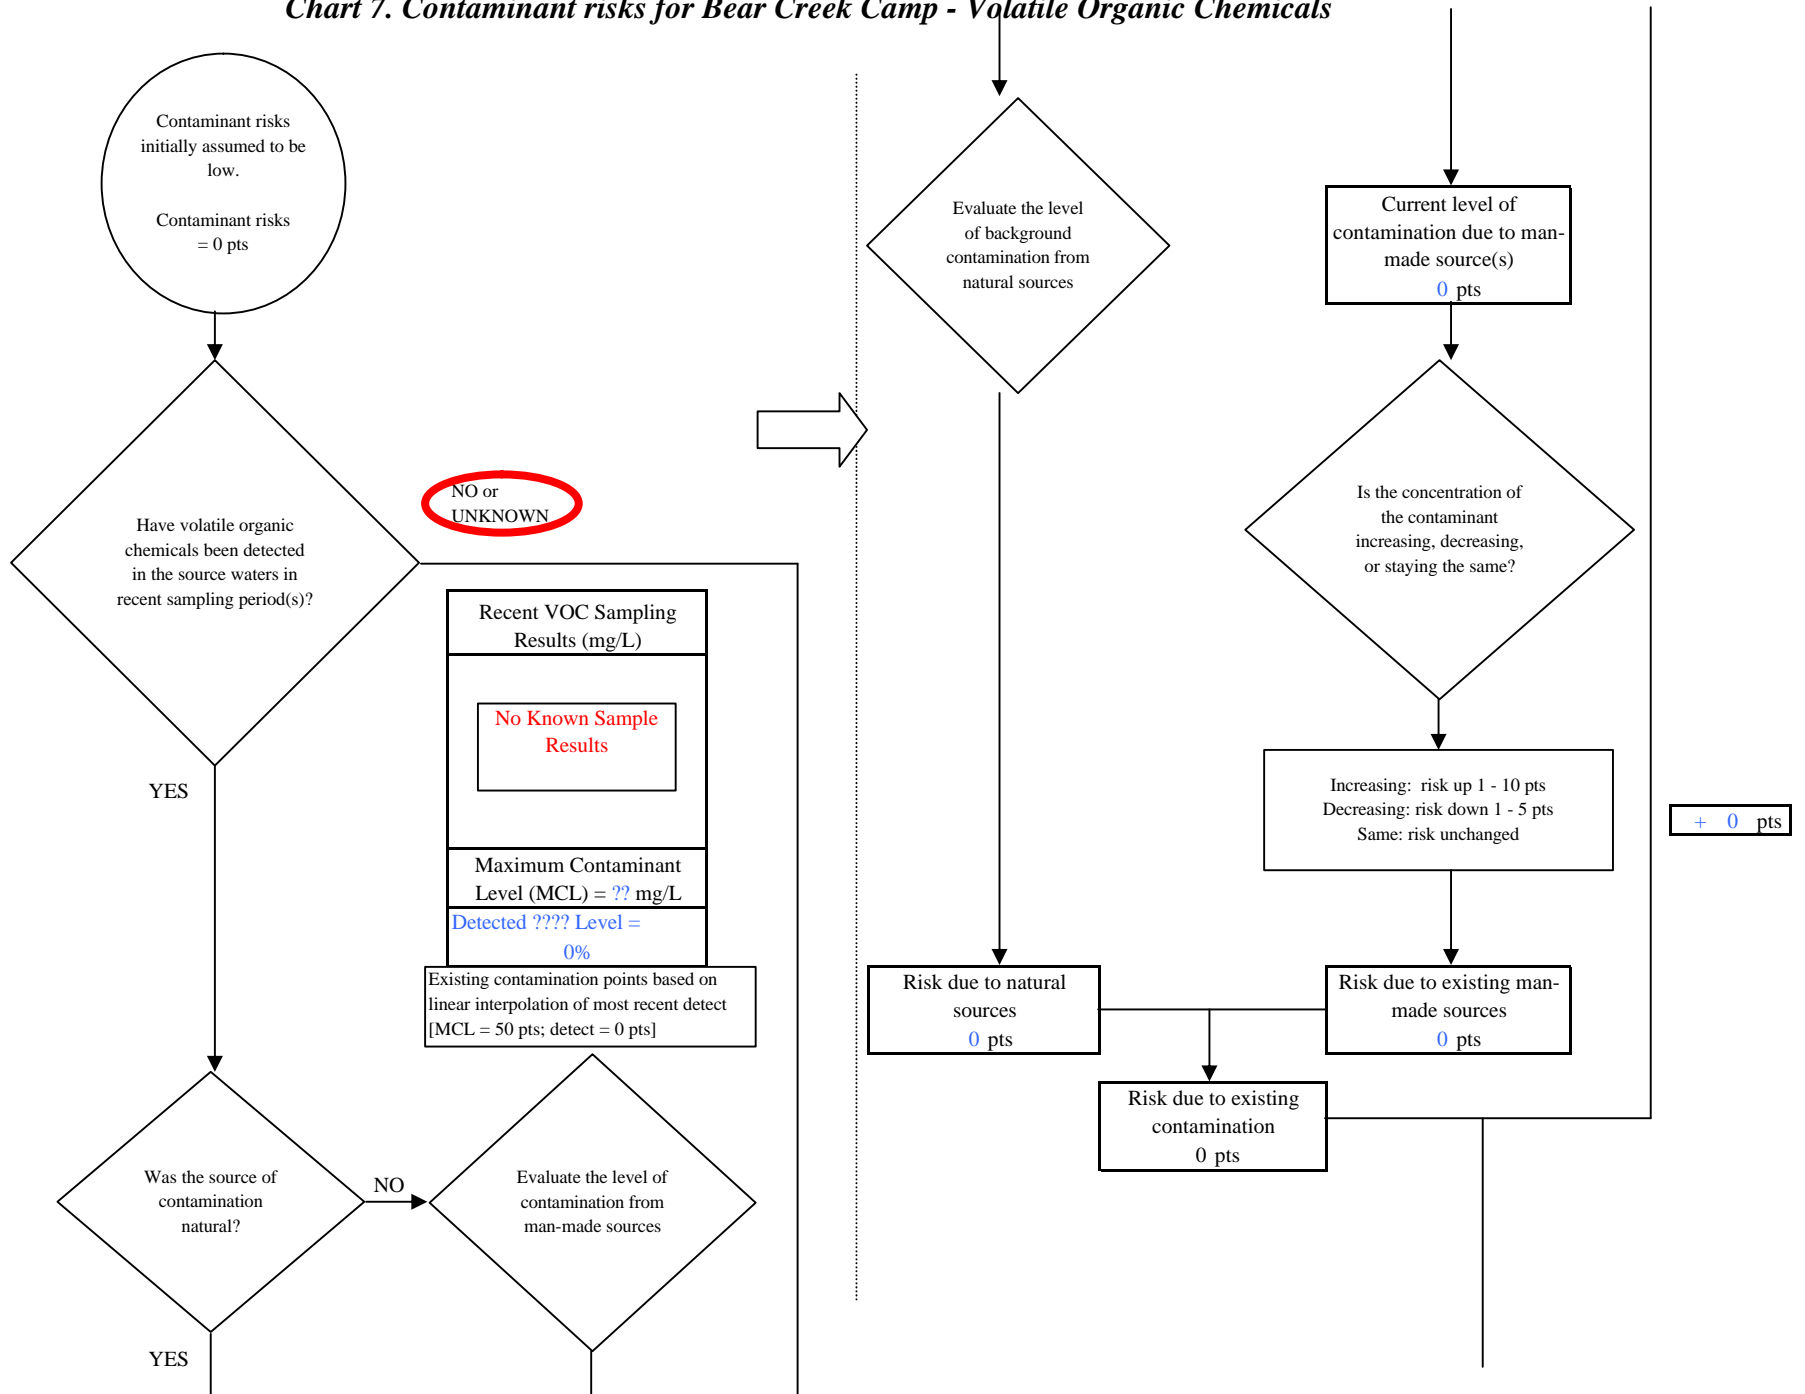 Chart 7. Contaminant risks for Bear Creek Camp - Volatile Organic Chemicals
Contaminant risks
initially assumed to be
low.
Contaminant risks
= 0 pts
Have volatile organic
chemicals been detected
in the source waters in
recent sampling period(s)?
NO or
UNKNOWN
YES
Recent VOC Sampling
Results (mg/L)
No Known Sample
Results
Maximum Contaminant
Level (MCL) = ?? mg/L
Detected ???? Level =
0%
Existing contamination points based on
linear interpolation of most recent detect
[MCL = 50 pts; detect = 0 pts]
Was the source of
contamination
natural?
NO
YES
Evaluate the level of
contamination from
man-made sources
Evaluate the level
of background
contamination from
natural sources
Current level of
contamination due to man-
made source(s)
0 pts
Is the concentration of
the contaminant
increasing, decreasing,
or staying the same?
Increasing: risk up 1 - 10 pts
Decreasing: risk down 1 - 5 pts
Same: risk unchanged
+ 0 pts
Risk due to natural
sources
0 pts
Risk due to existing man-
made sources
0 pts
Risk due to existing
contamination
0 pts